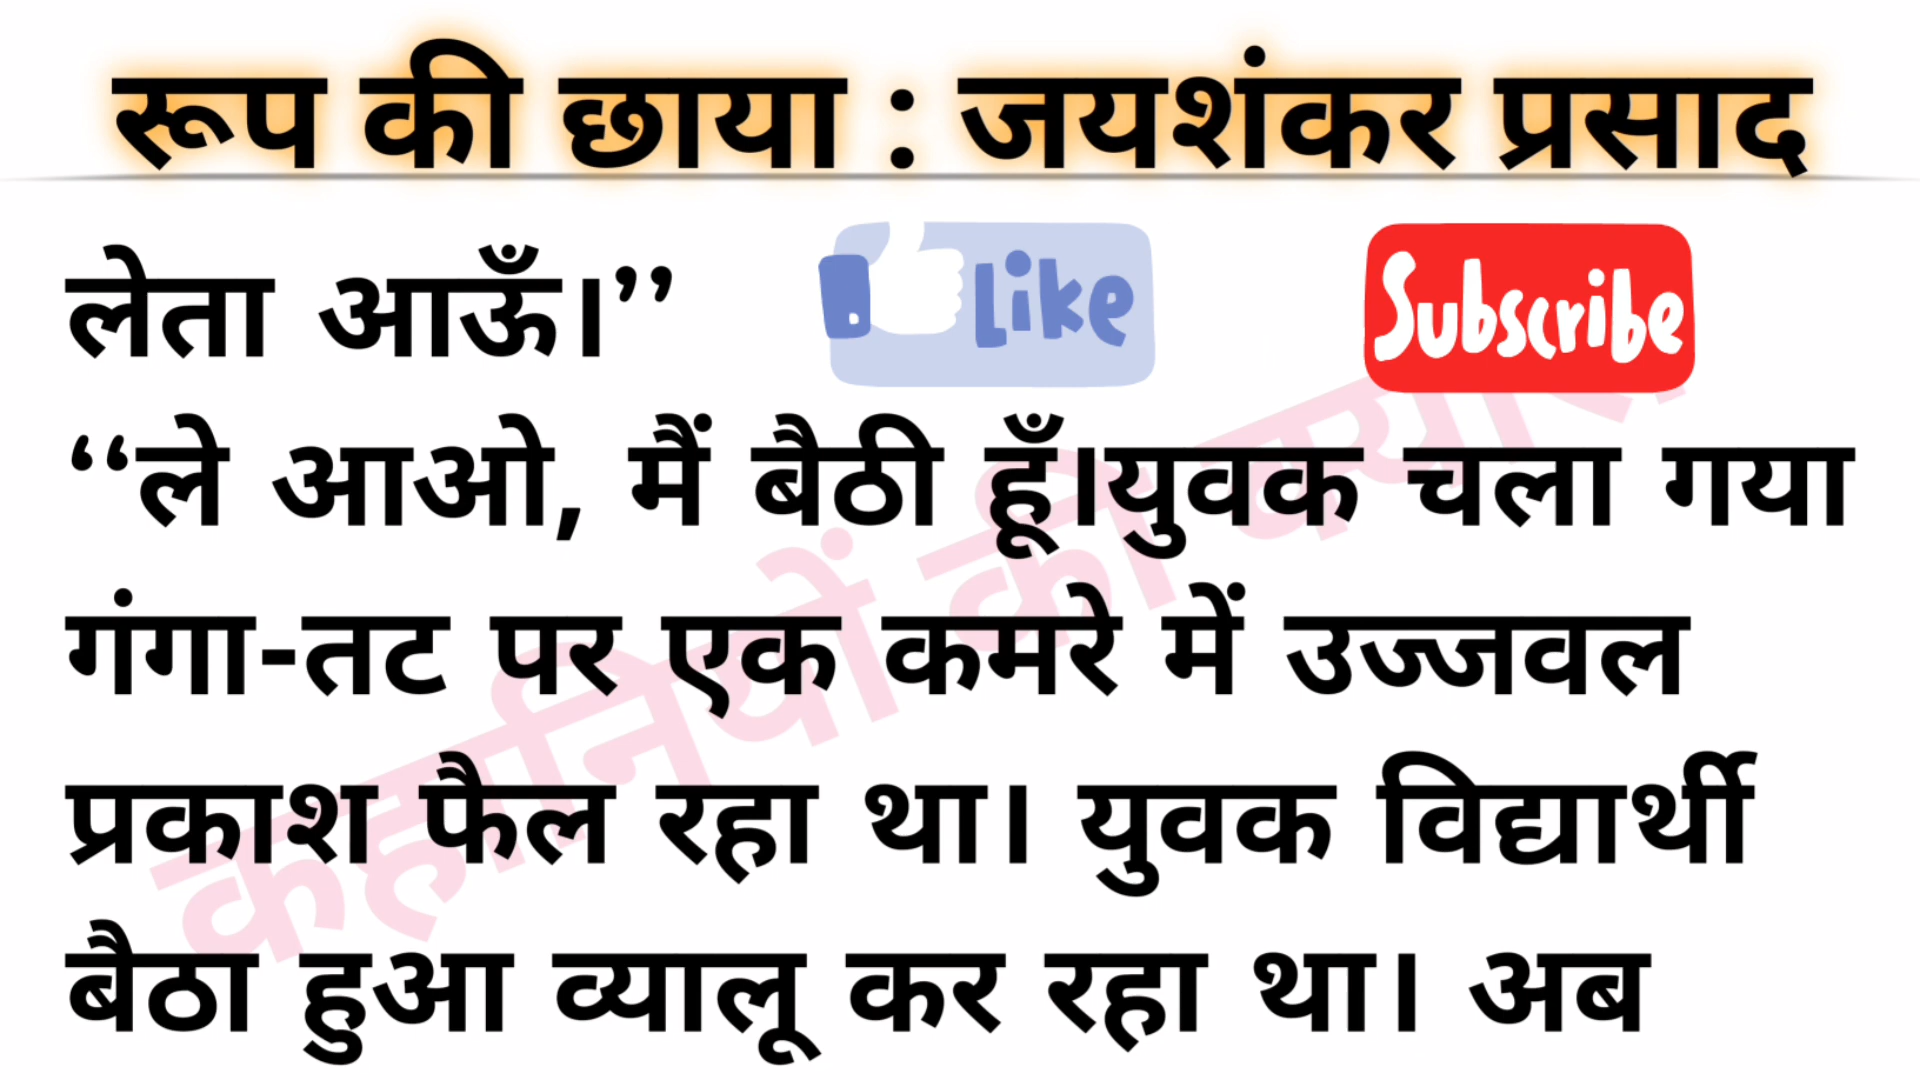 रूप की छाया : जयशंकर प्रसाद
लेता आऊँ।’’
Like
Subscribe
‘‘ले आओ, मैं बैठी हूँ।युवक चला गया
गंगा-तट पर एक कमरे में उज्जवल
प्रकाश फैल रहा था। युवक विद्यार्थी
बैठा हुआ व्यालू कर रहा था। अब
कहानियों की